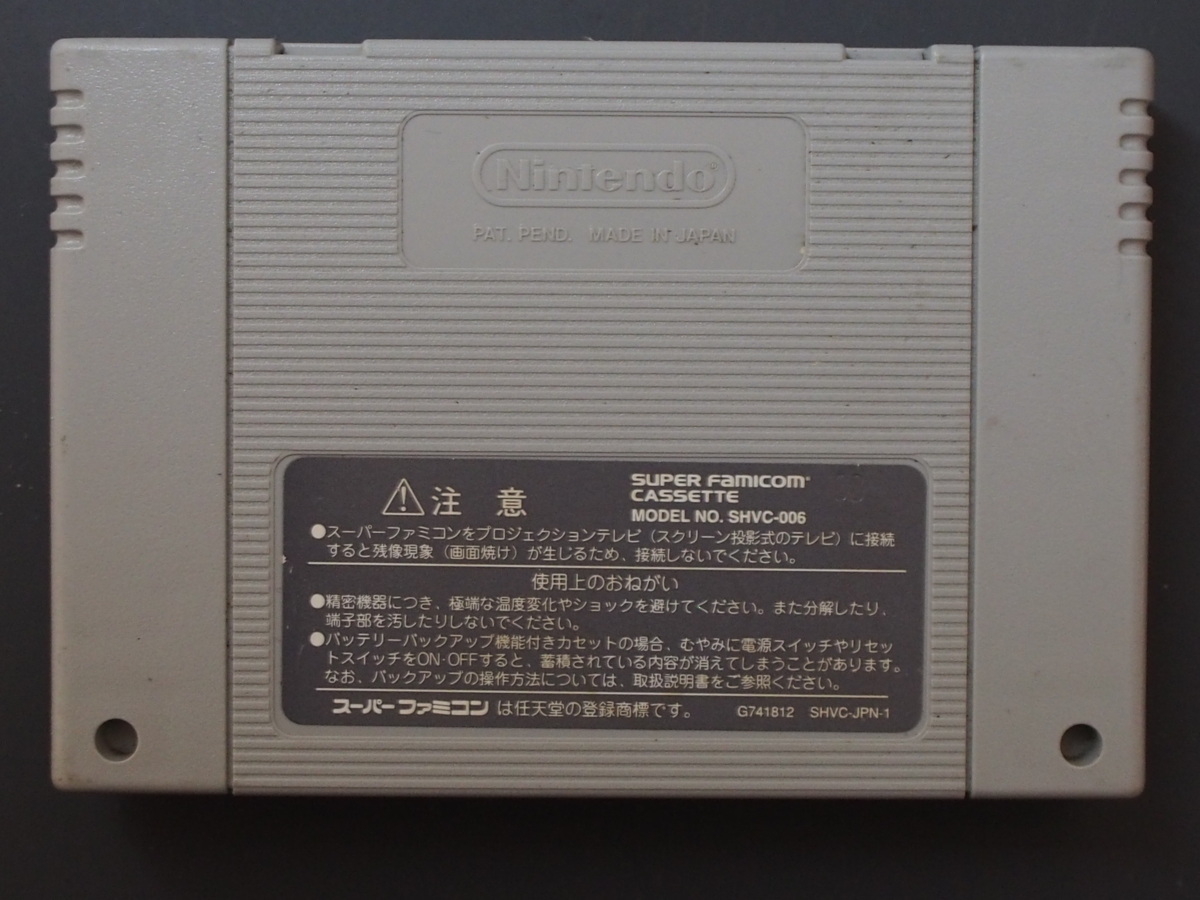 Nintendo®
PAT. PEND. MADE IN JAPAN
注 意
SUPER FAMICOM
CASSETTE
MODEL NO. SHVC-006
●スーパーファミコンをプロジェクションテレビ(スクリーン投影式のテレビ)に接続
すると残像現象(画面焼け)が生じるため、接続しないでください。
使用上のおねがい
●精密機器につき、極端な温度変化やショックを避けてください。また分解したり、
端子部を汚したりしないでください。
●バッテリーバックアップ機能付きカセットの場合、むやみに電源スイッチやリセッ
トスイッチをON-OFFすると、蓄積されている内容が消えてしまうことがあります。
なお、バックアップの操作方法については、取扱説明書をご参照ください。
スーパーファミコンは任天堂の登録商標です。
G741812 SHVC-JPN-1